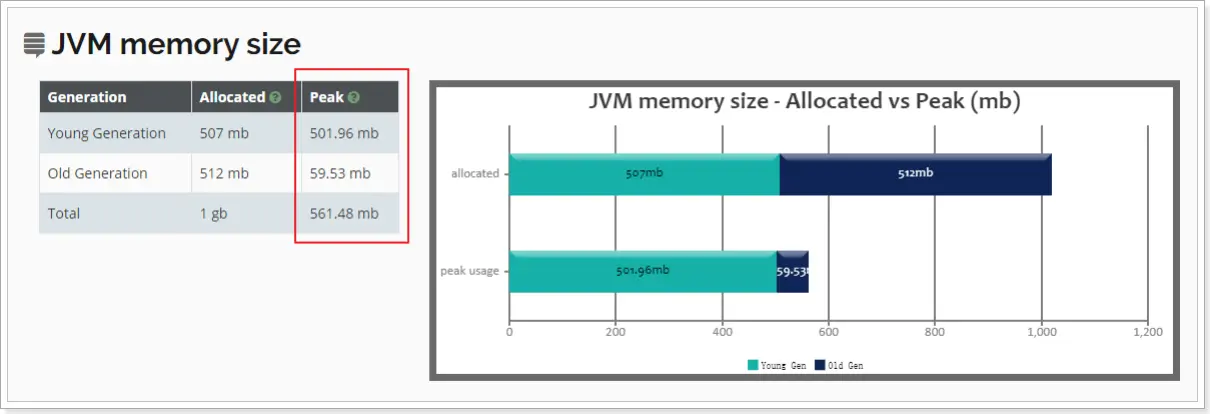 JVM memory size
Generation Allocated ? Peak ?
Young Generation 507 mb 501.96 mb
Old Generation 512 mb 59.53 mb
Total 1 gb 561.48 mb
JVM memory size - Allocated vs Peak (mb)
allocated 507mb 512mb
peak usage 501.96mb 59.53
0 200 400 600 800 1,000 1,200
Young Gen Old Gen